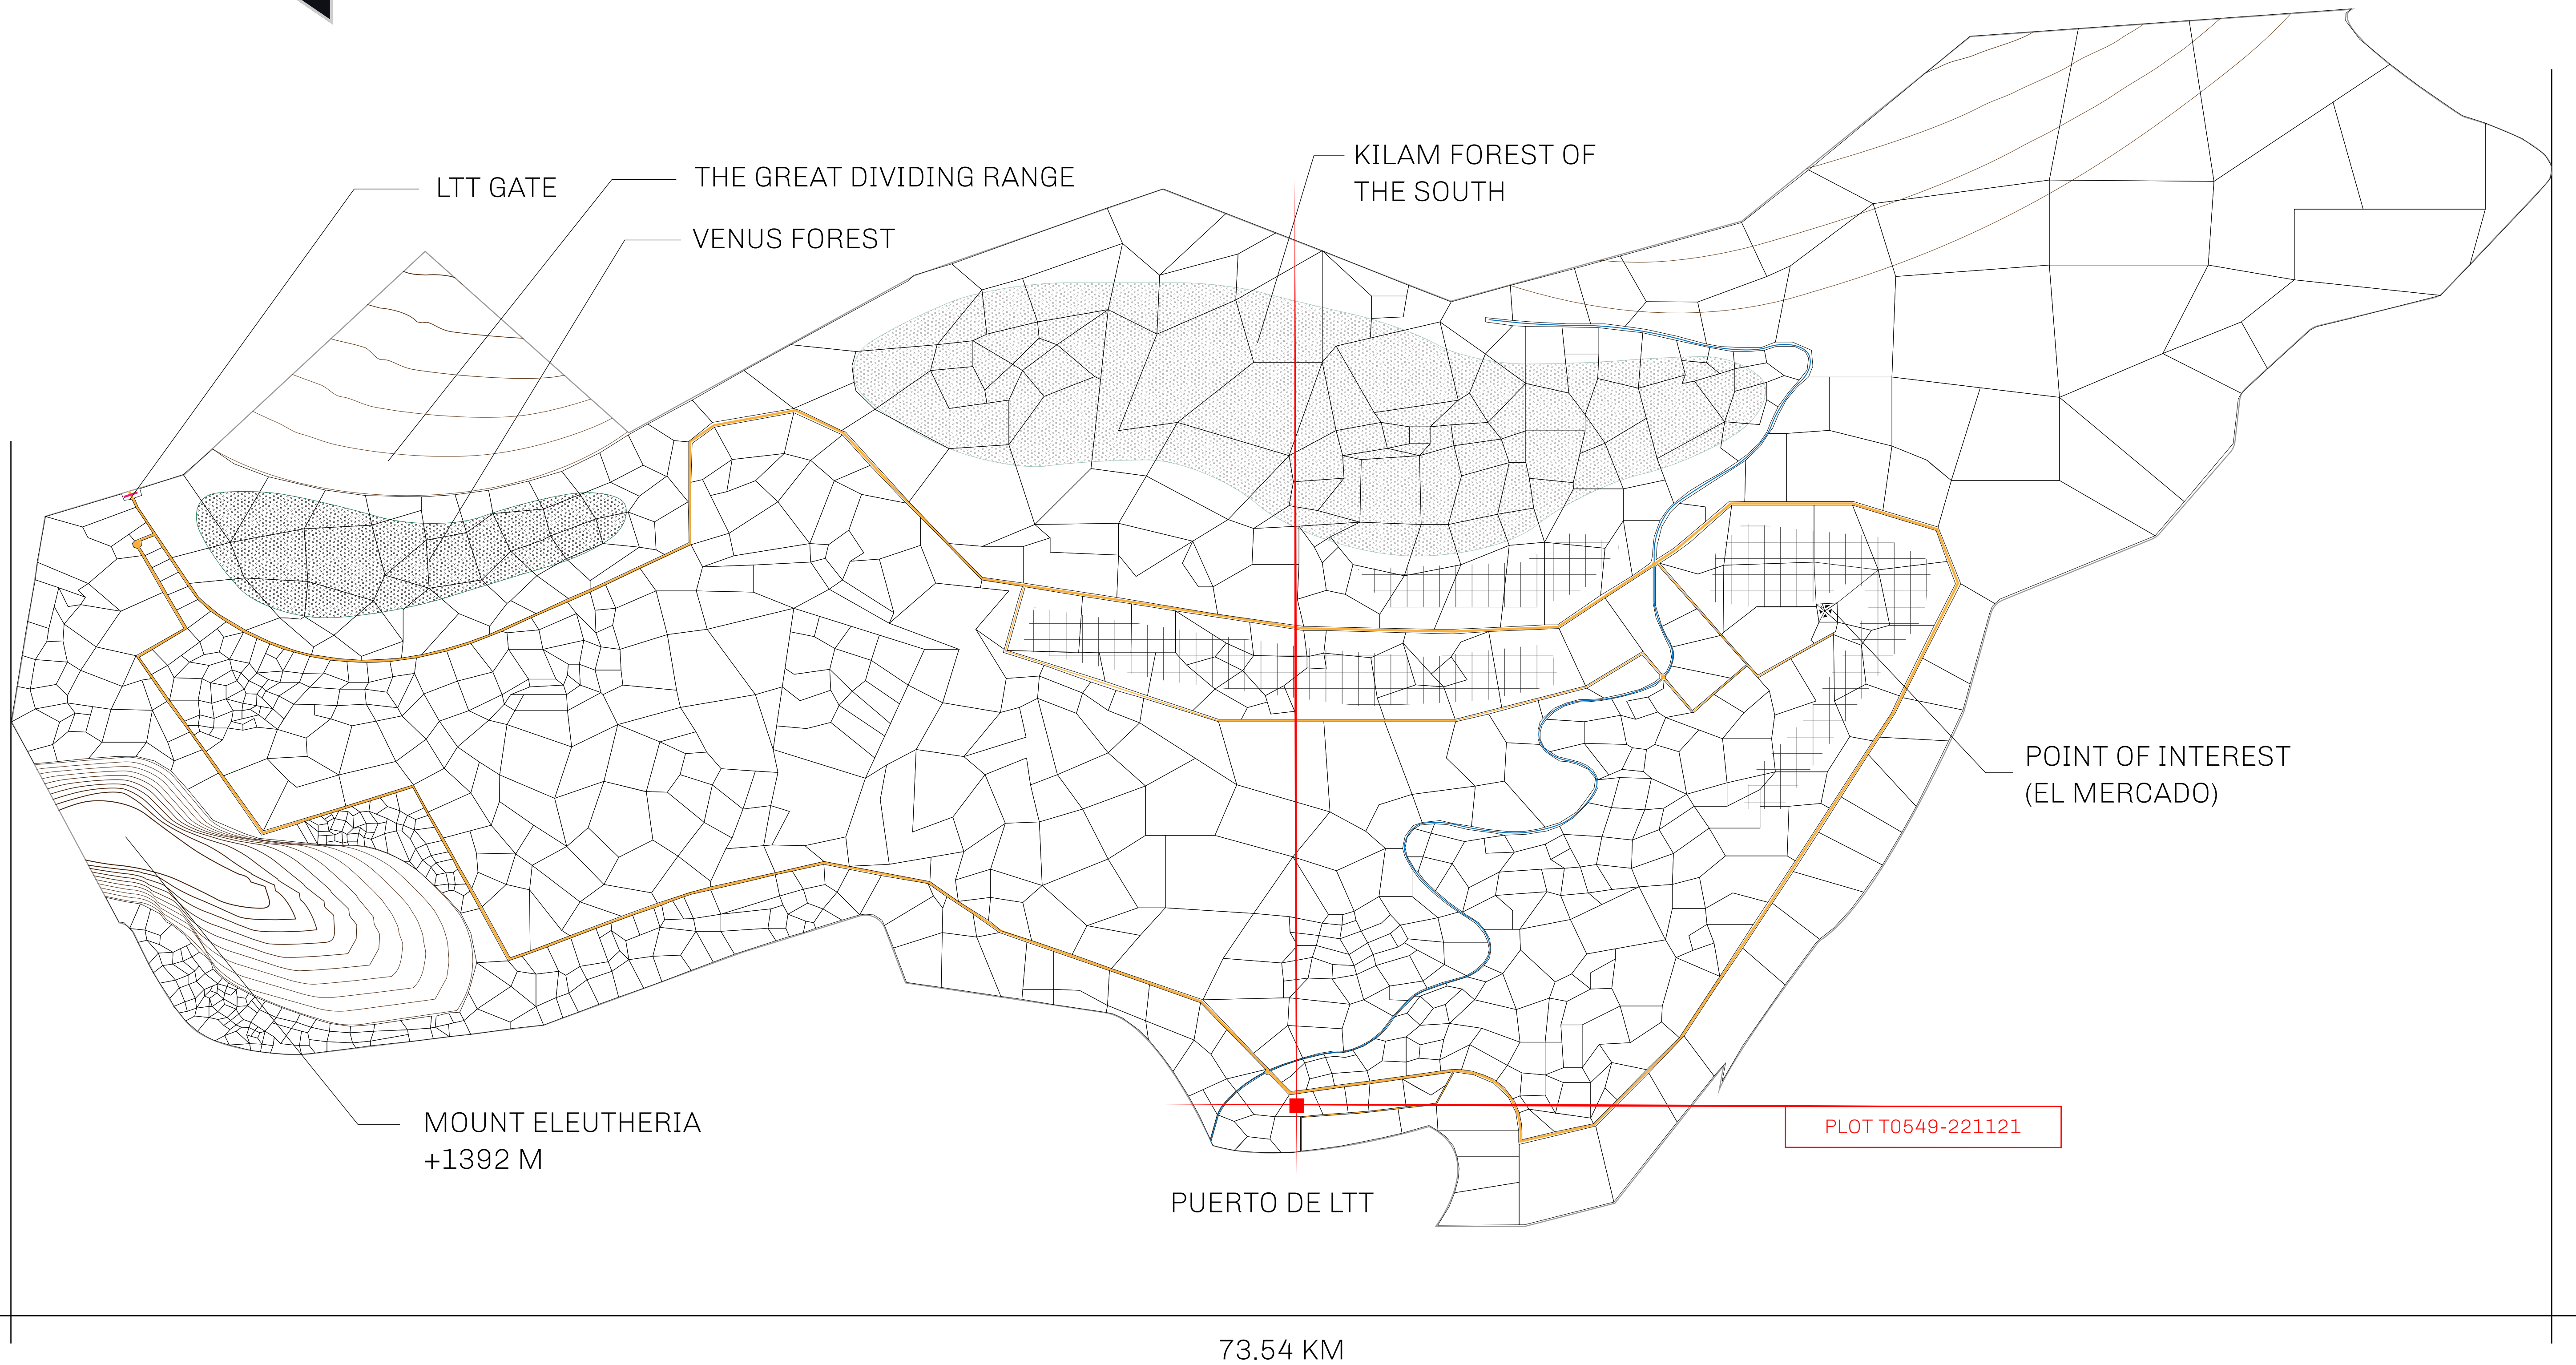 KILAM FOREST OF
THE SOUTH
THE GREAT DIVIDING RANGE
LTT GATE
VENUS FOREST
POINT OF INTEREST
(EL MERCADO)
MOUNT ELEUTHERIA
+1392 M
PLOT T0549-221121
PUERTO DE LTT
73.54 KM